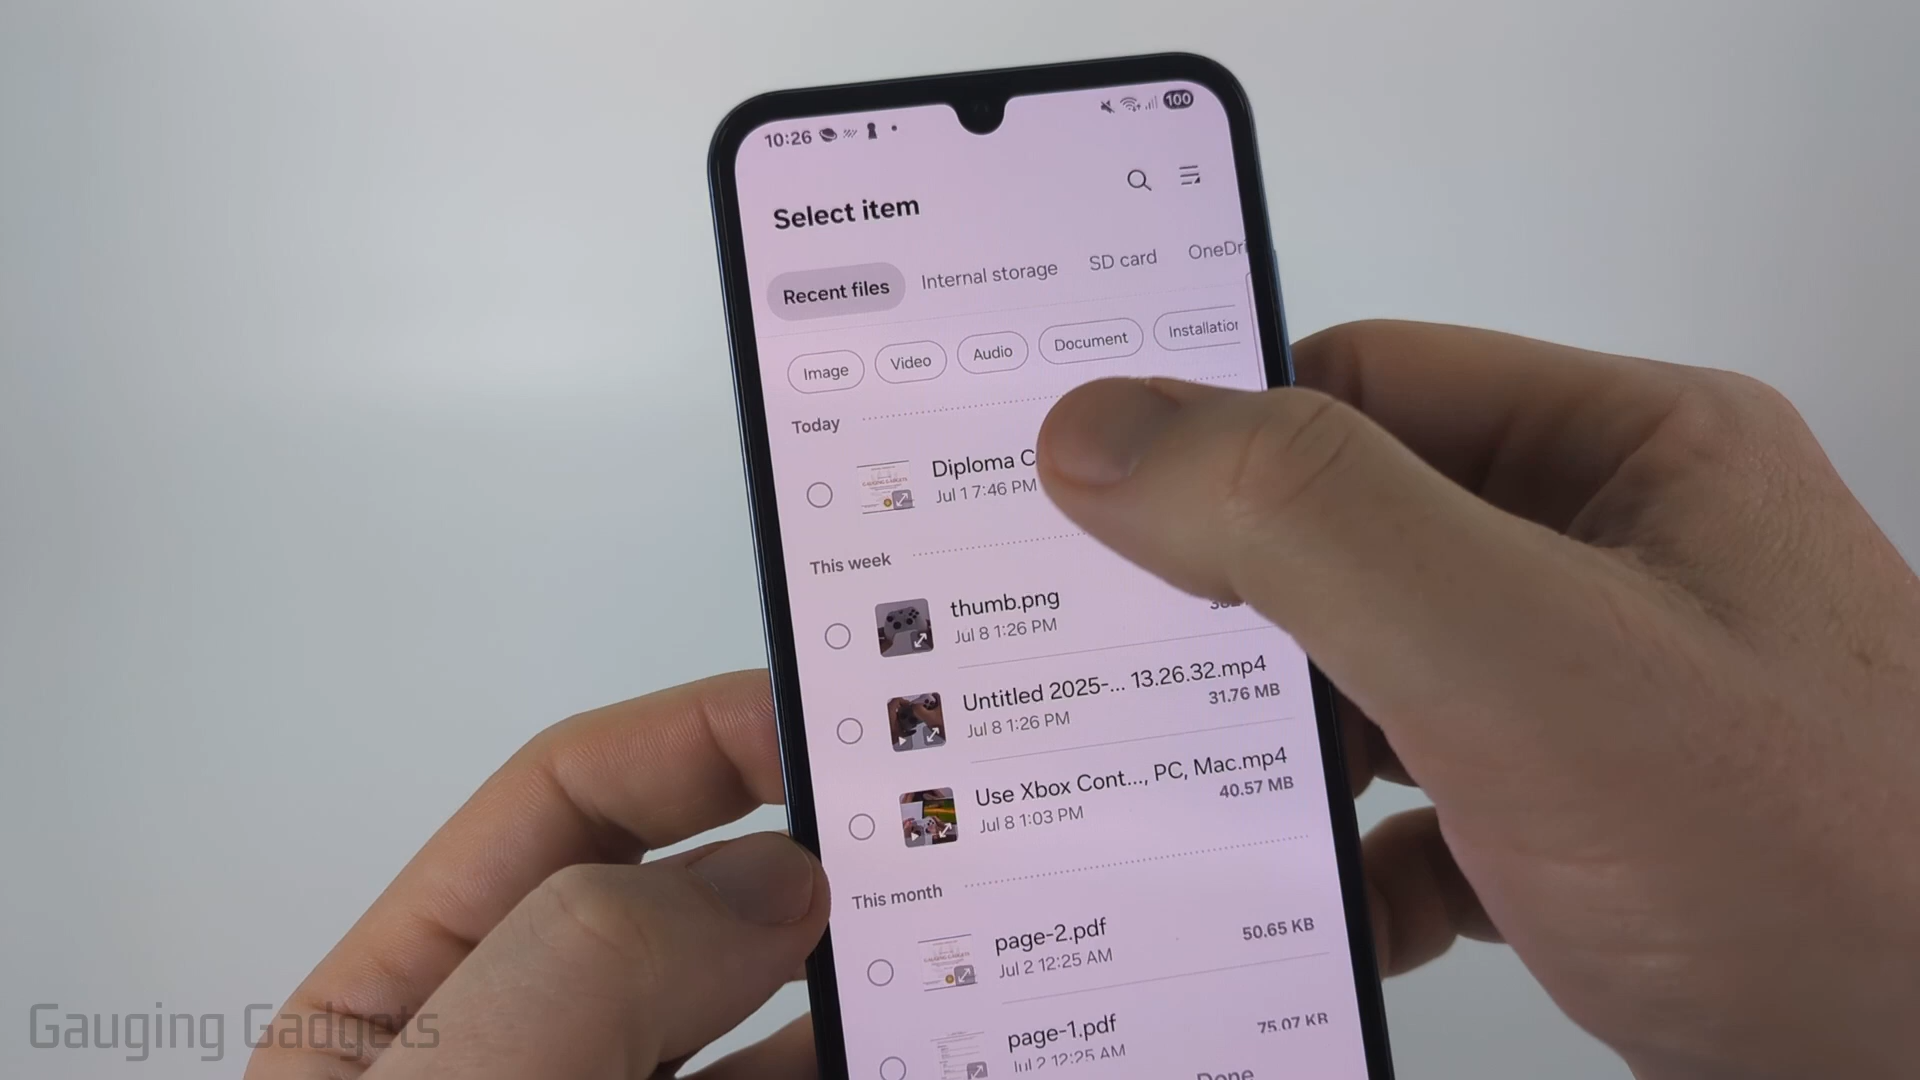 10:26
100
Select item
Recent files Internal storage SD card OneDri
Image Video Audio Document Installation
Today
Diploma C
Jul 1 7:46 PM
This week
thumb.png
Jul 8 1:26 PM
Untitled 2025-... 13.26.32.mp4
Jul 8 1:26 PM 31.76 MB
Use Xbox Cont..., PC, Mac.mp4
Jul 8 1:03 PM 40.57 MB
This month
page-2.pdf
Jul 2 12:25 AM 50.65 KB
page-1.pdf
Jul 2 12:25 AM 75.07 KB
Done
Gauging Gadgets